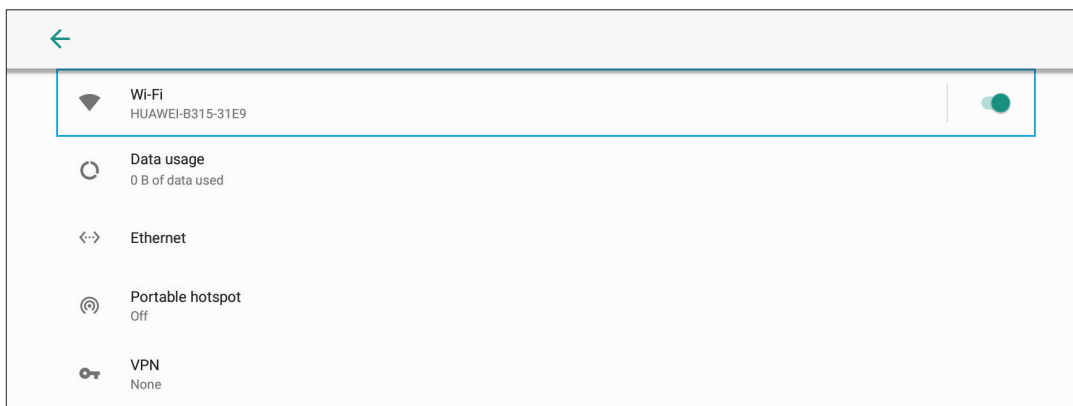 Wi-Fi
HUAWEI-B315-31E9
Data usage
0 B of data used
Ethernet
Portable hotspot
Off
VPN
None